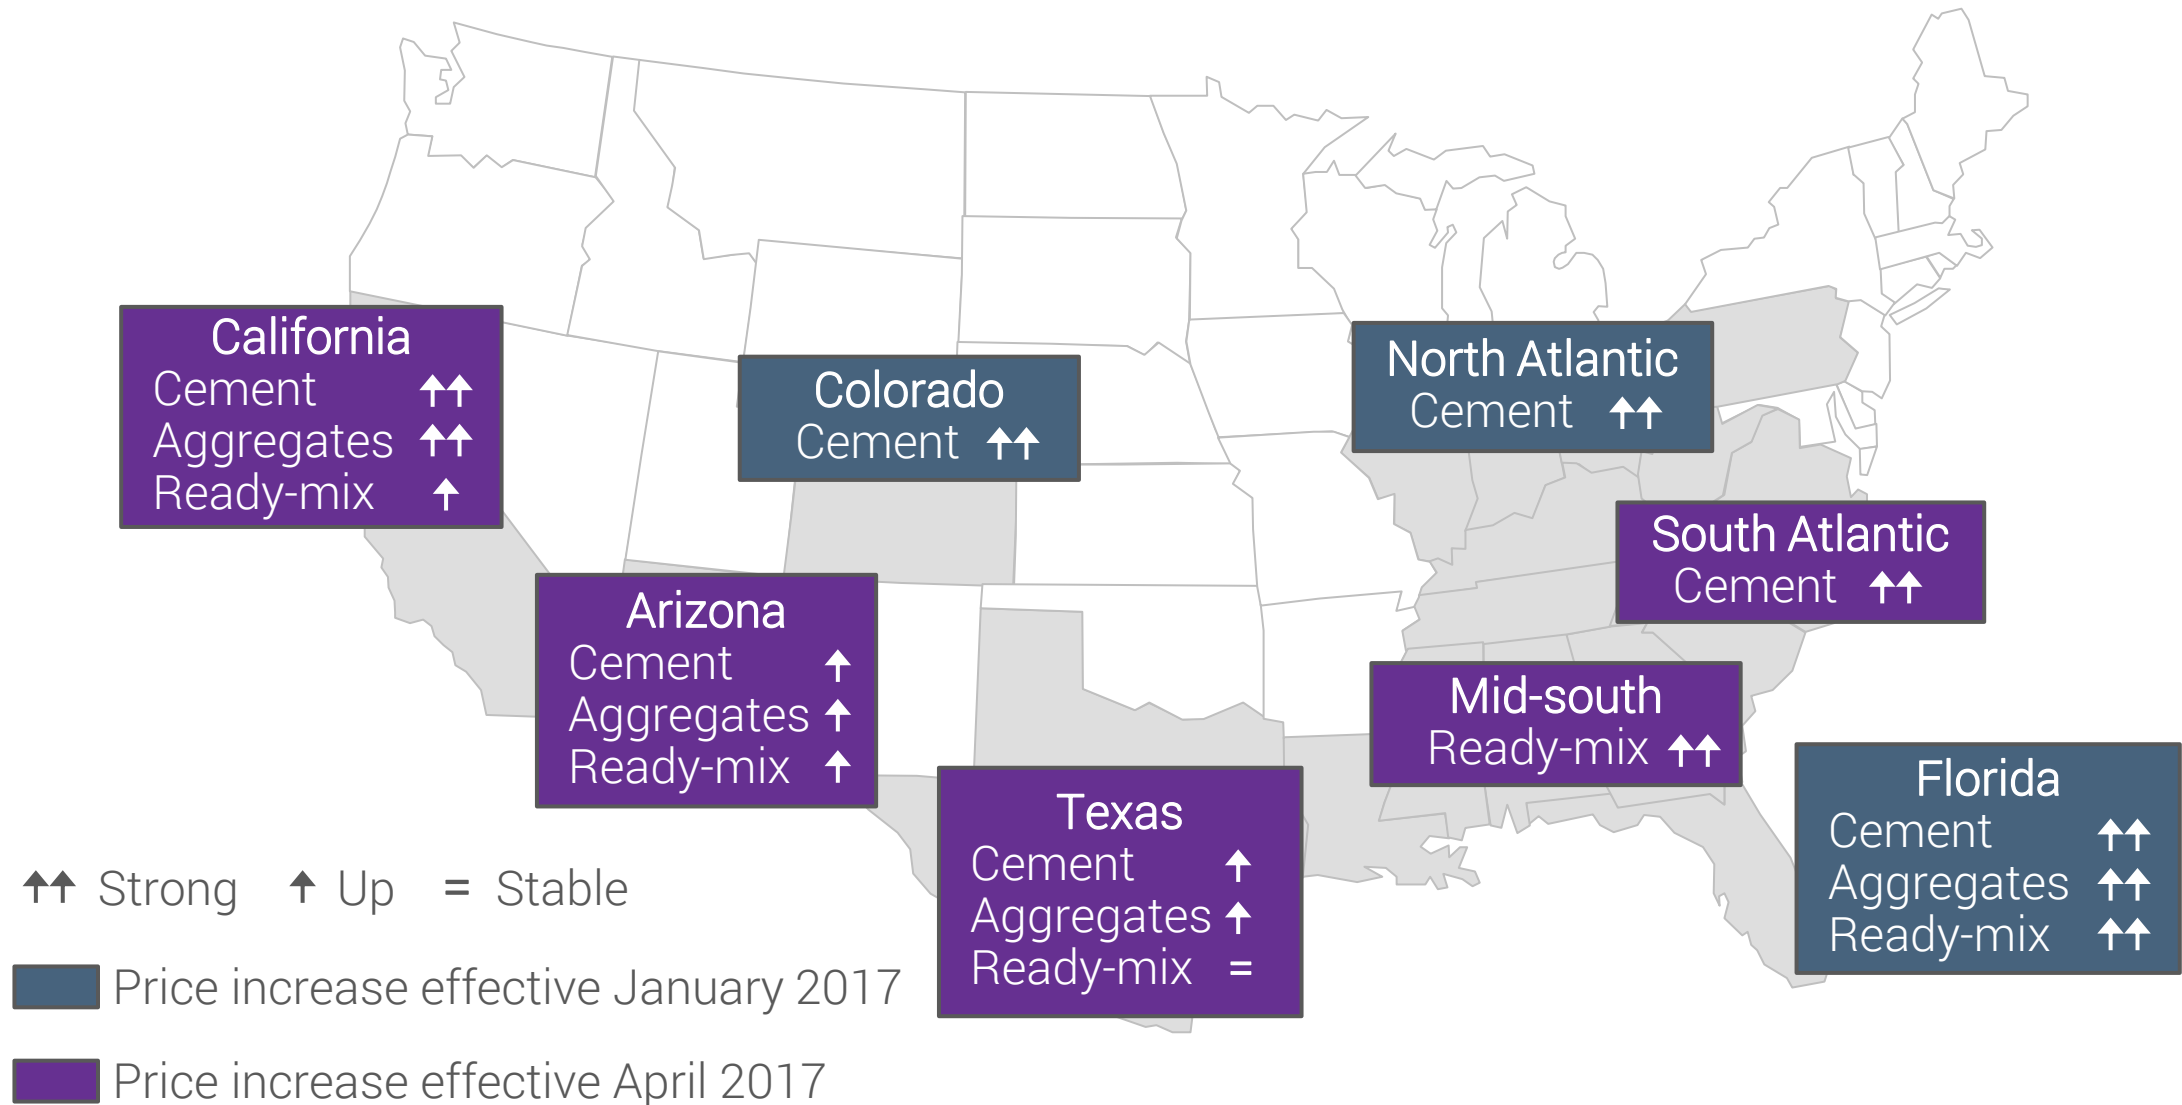 California
Cement
Aggregates
Ready-mix
Colorado
Cement
North Atlantic
Cement
South Atlantic
Cement
Arizona
Cement
Aggregates
Ready-mix
Mid-south
Ready-mix
Texas
Cement
Aggregates
Ready-mix =
Florida
Cement
Aggregates
Ready-mix
Strong Up = Stable
Price increase effective January 2017
Price increase effective April 2017